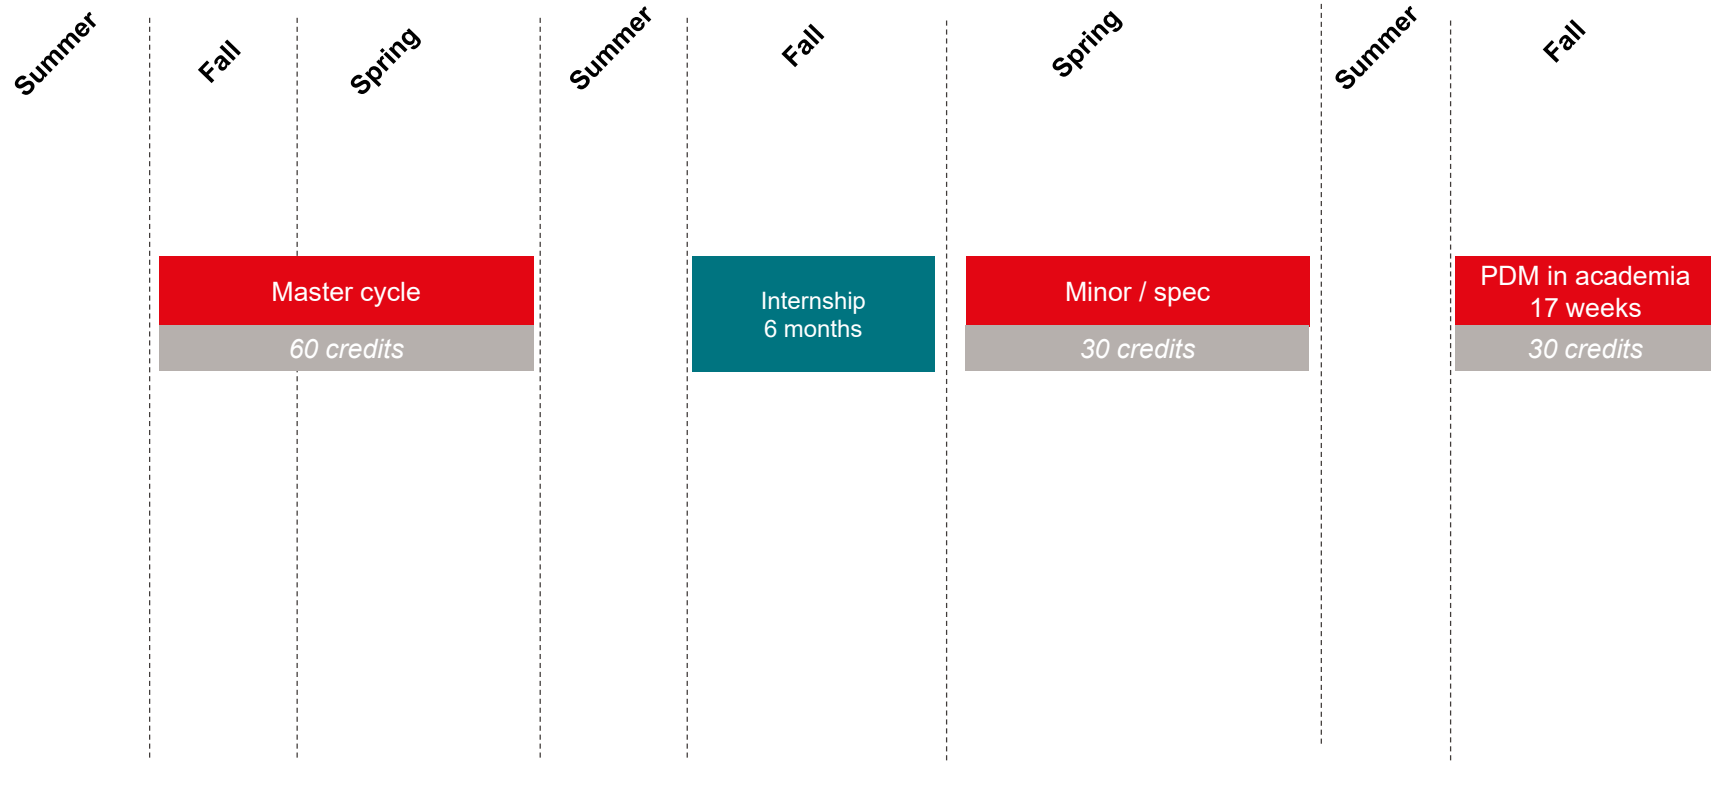 Summer
Fall
Spring
Summer
Fall
Spring
Summer
Fall
Master cycle
60 credits
Internship
6 months
Minor / spec
30 credits
PDM in academia
17 weeks
30 credits